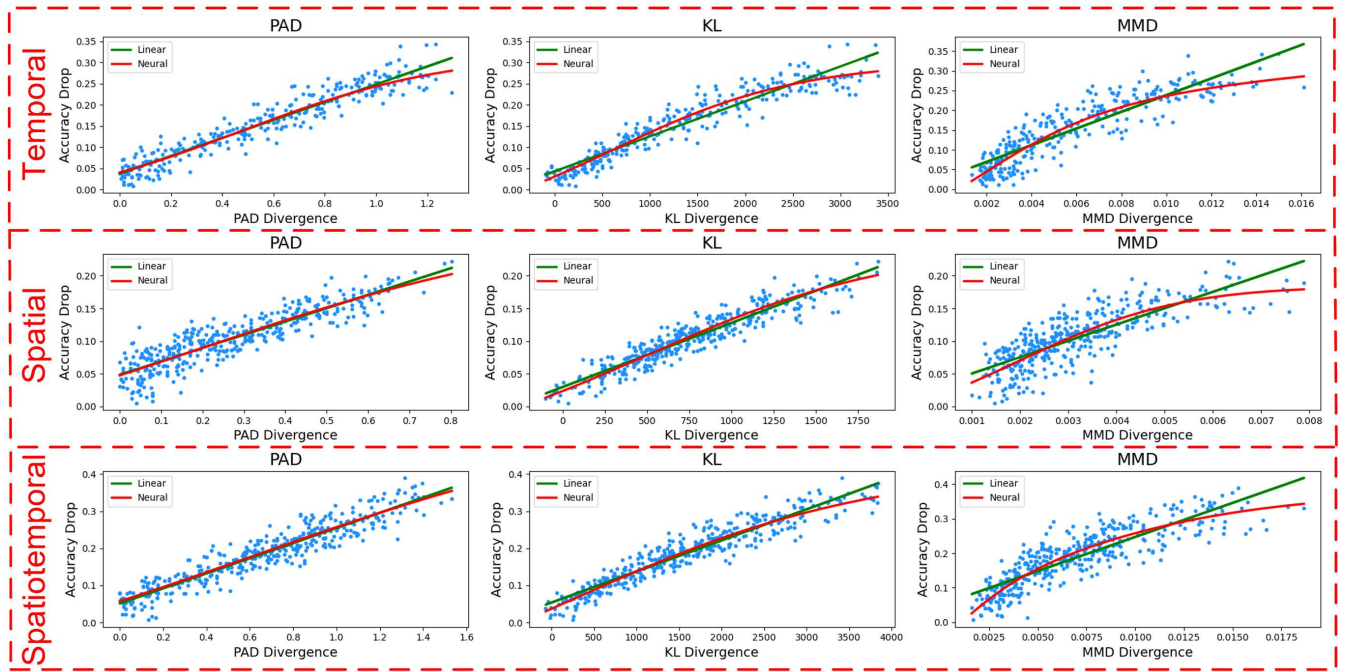 Temporal
PAD
Accuracy Drop
Linear
Neural
0.35
0.30
0.25
0.20
0.15
0.10
0.05
0.00
0.0 0.2 0.4 0.6 0.8 1.0 1.2
PAD Divergence
KL
Accuracy Drop
Linear
Neural
0.35
0.30
0.25
0.20
0.15
0.10
0.05
0.00
0 500 1000 1500 2000 2500 3000 3500
KL Divergence
MMD
Accuracy Drop
Linear
Neural
0.35
0.30
0.25
0.20
0.15
0.10
0.05
0.00
0.002 0.004 0.006 0.008 0.010 0.012 0.014 0.016
MMD Divergence
Spatial
PAD
Accuracy Drop
Linear
Neural
0.20
0.15
0.10
0.05
0.00
0.0 0.1 0.2 0.3 0.4 0.5 0.6 0.7 0.8
PAD Divergence
KL
Accuracy Drop
Linear
Neural
0.20
0.15
0.10
0.05
0.00
0 250 500 750 1000 1250 1500 1750
KL Divergence
MMD
Accuracy Drop
Linear
Neural
0.20
0.15
0.10
0.05
0.00
0.001 0.002 0.003 0.004 0.005 0.006 0.007 0.008
MMD Divergence
Spatiotemporal
PAD
Accuracy Drop
Linear
Neural
0.4
0.3
0.2
0.1
0.0
0.0 0.2 0.4 0.6 0.8 1.0 1.2 1.4 1.6
PAD Divergence
KL
Accuracy Drop
Linear
Neural
0.4
0.3
0.2
0.1
0.0
0 500 1000 1500 2000 2500 3000 3500 4000
KL Divergence
MMD
Accuracy Drop
Linear
Neural
0.4
0.3
0.2
0.1
0.0
0.0025 0.0050 0.0075 0.0100 0.0125 0.0150 0.0175
MMD Divergence